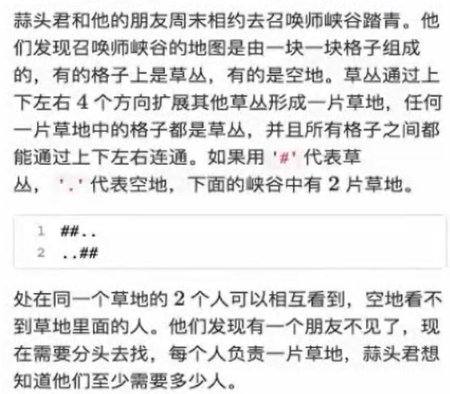 蒜头君和他的朋友周末相约去召唤师峡谷踏青。他
们发现召唤师峡谷的地图是由一块一块格子组成
的，有的格子上是草丛，有的是空地。草丛通过上
下左右 4 个方向扩展其他草丛形成一片草地，任何
一片草地中的格子都是草丛，并且所有格子之间都
能通过上下左右连通。如果用 '#' 代表草
丛， '.' 代表空地，下面的峡谷中有 2 片草地。
1 ##..
2 ..##
处在同一个草地的 2 个人可以相互看到，空地看不
到草地里面的人。他们发现有一个朋友不见了，现
在需要分头去找，每个人负责一片草地，蒜头君想
知道他们至少需要多少人。